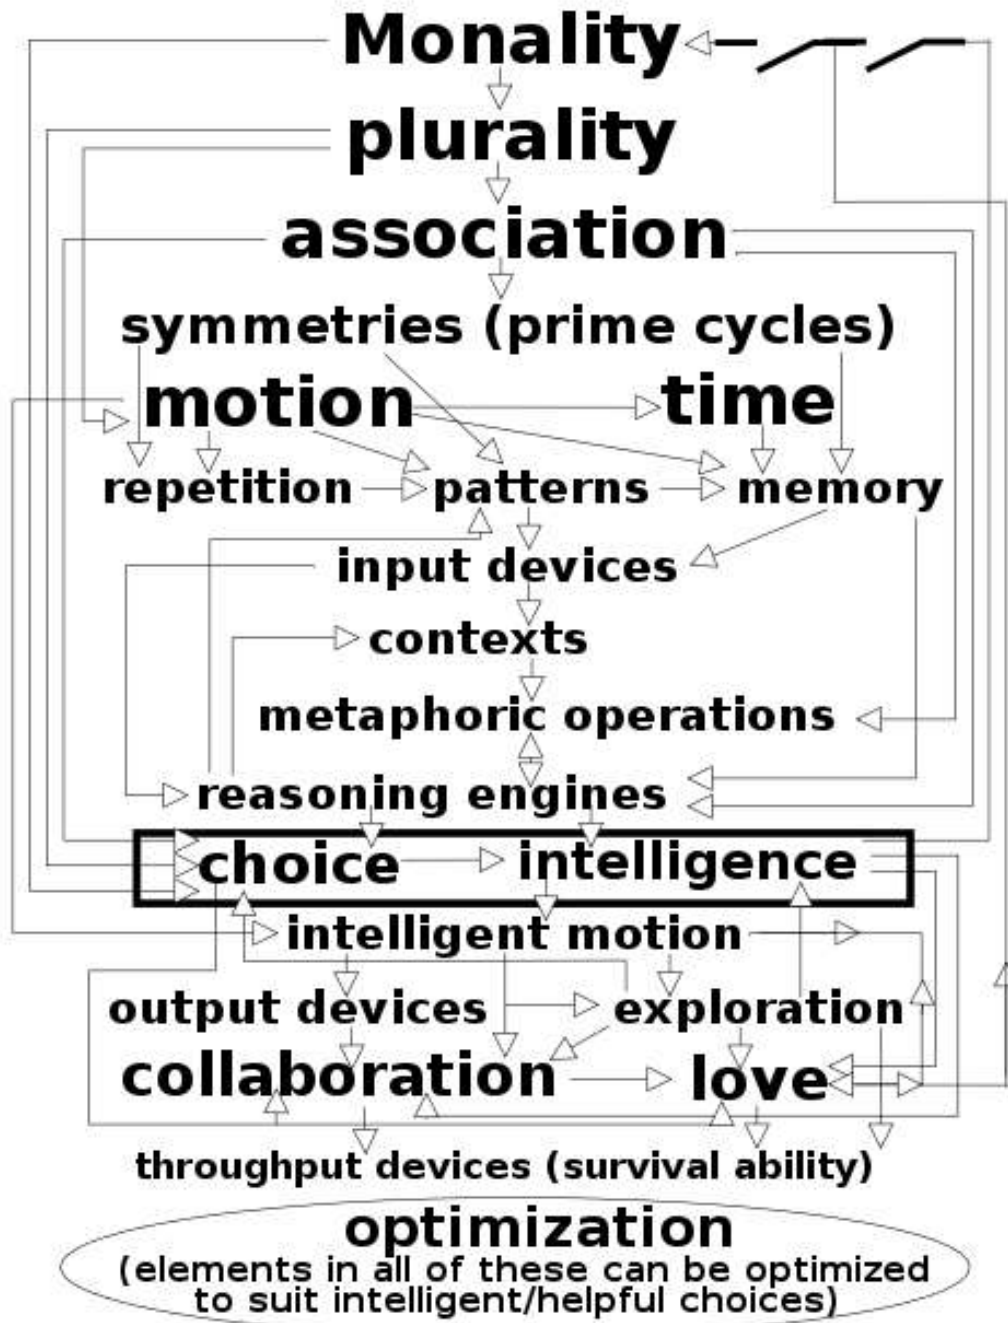 Monality
plurality
association
symmetries (prime cycles)
motion time
repetition patterns memory
input devices
contexts
metaphoric operations
reasoning engines
choice intelligence
intelligent motion
output devices exploration
collaboration love
throughput devices (survival ability)
optimization
(elements in all of these can be optimized
to suit intelligent/helpful choices)